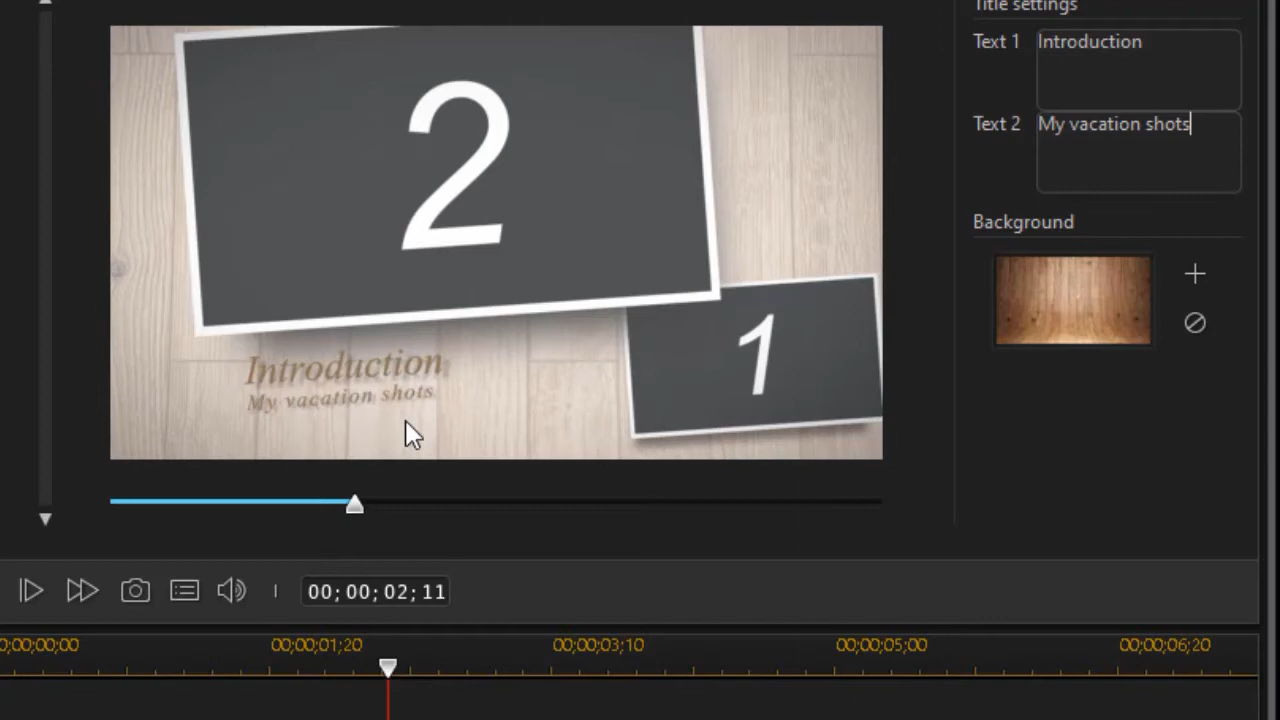 Title settings
Text 1 Introduction
Text 2 My vacation shots
Background
2
1
Introduction
My vacation shots
00;00;02;11
0;00;00;00 00;00;01;20 00;00;03;10 00;00;05;00 00;00;06;20